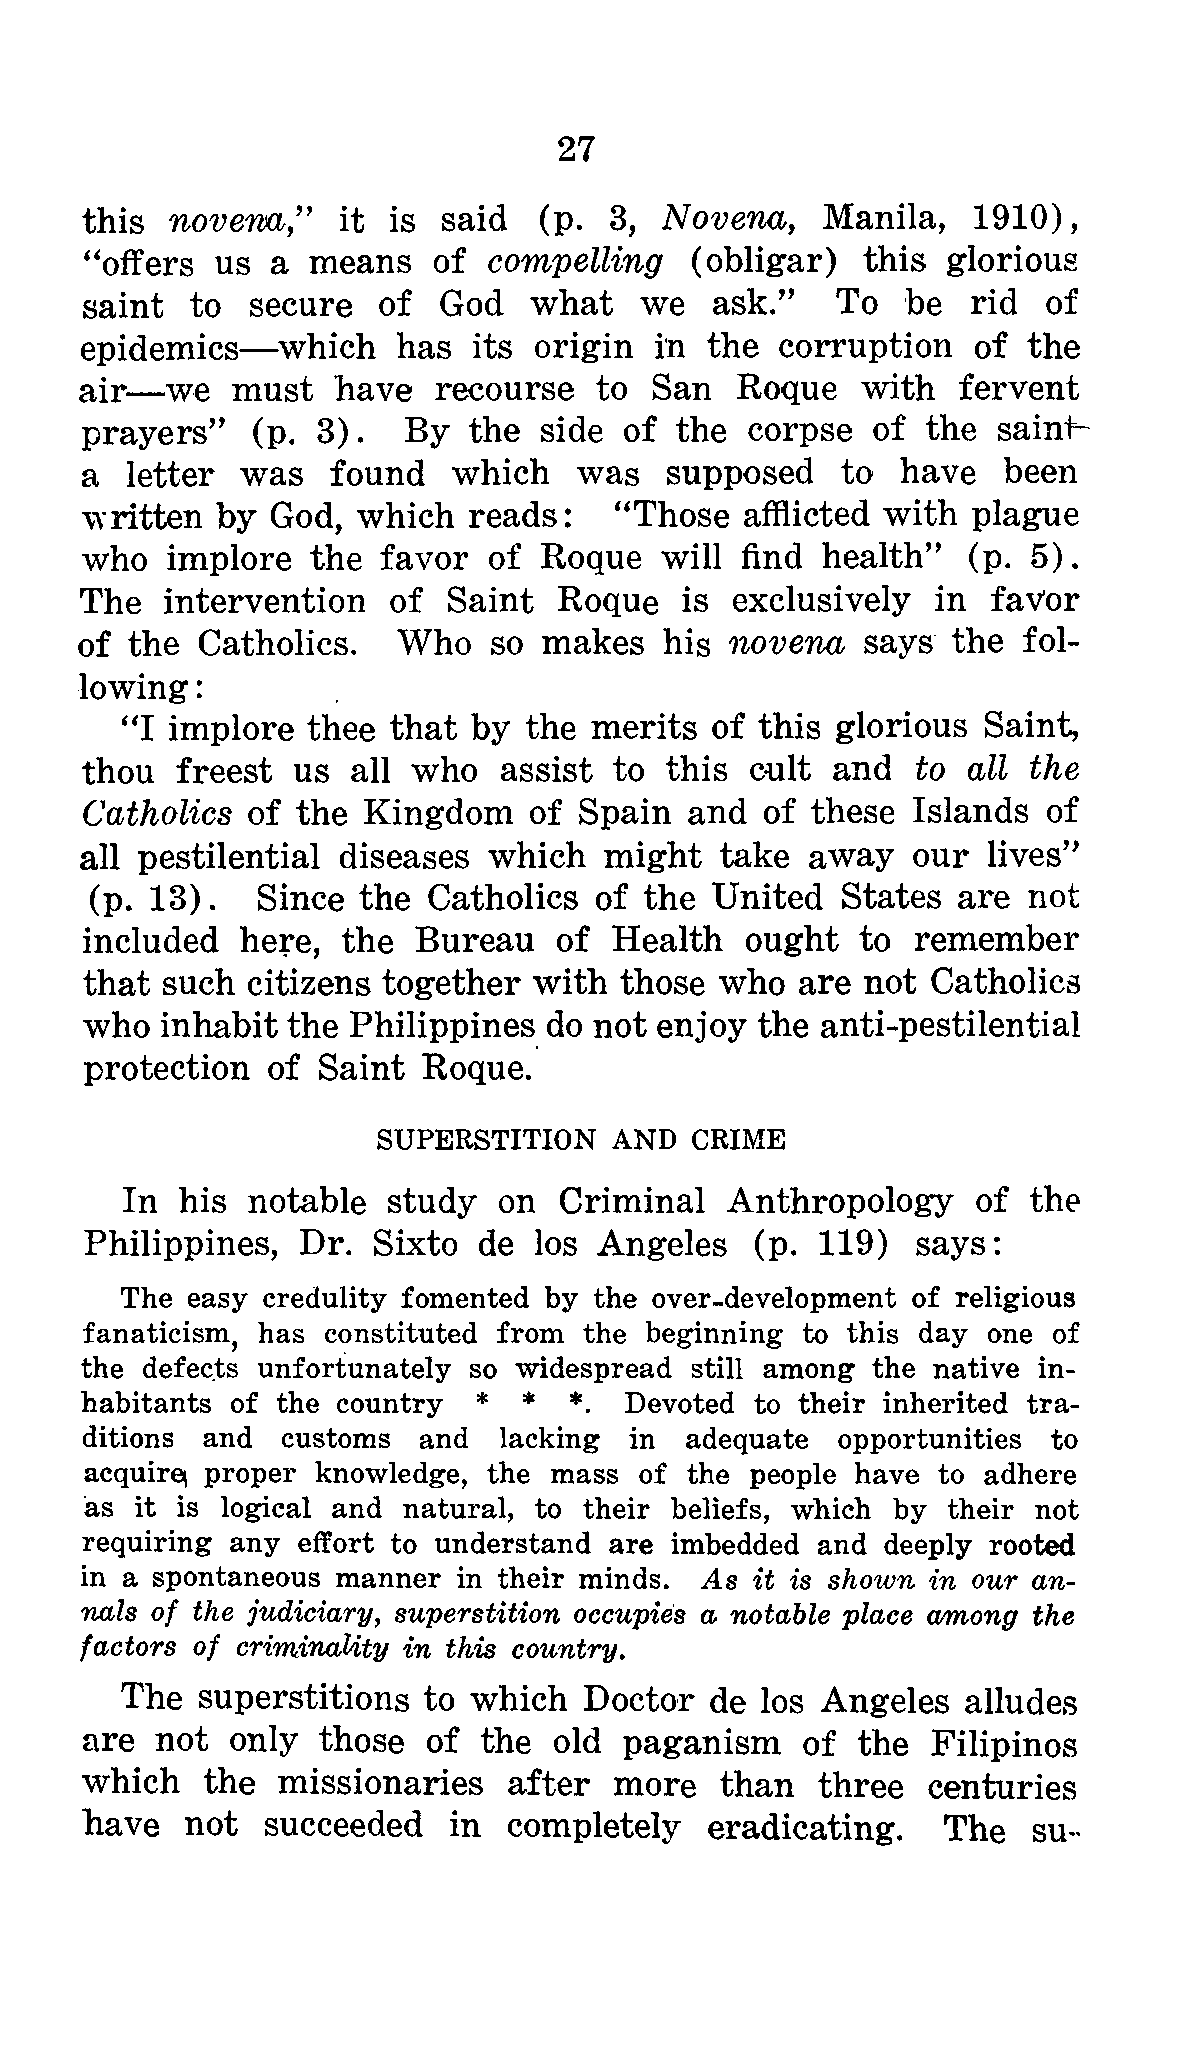 27
this novena," it is said (p. 3, Novena, Manila, 1910),
"offers us a means of compelling (obligar) this glorious
saint to secure of God what we ask." To be rid of
epidemics—which has its origin in the corruption of the
air—we must have recourse to San Roque with fervent
prayers" (p. 3). By the side of the corpse of the saint
a letter was found which was supposed to have been
written by God, which reads: "Those afflicted with plague
who implore the favor of Roque will find health" (p. 5).
The intervention of Saint Roque is exclusively in favor
of the Catholics. Who so makes his novena says the fol-
lowing:
"I implore thee that by the merits of this glorious Saint,
thou freest us all who assist to this cult and to all the
Catholics of the Kingdom of Spain and of these Islands of
all pestilential diseases which might take away our lives"
(p. 13). Since the Catholics of the United States are not
included here, the Bureau of Health ought to remember
that such citizens together with those who are not Catholics
who inhabit the Philippines do not enjoy the anti-pestilential
protection of Saint Roque.
SUPERSTITION AND CRIME
In his notable study on Criminal Anthropology of the
Philippines, Dr. Sixto de los Angeles (p. 119) says:
The easy credulity fomented by the over-development of religious
fanaticism, has constituted from the beginning to this day one of
the defects unfortunately so widespread still among the native in-
habitants of the country * * *. Devoted to their inherited tra-
ditions and customs and lacking in adequate opportunities to
acquire proper knowledge, the mass of the people have to adhere
as it is logical and natural, to their beliefs, which by their not
requiring any effort to understand are imbedded and deeply rooted
in a spontaneous manner in their minds. As it is shown in our an-
nals of the judiciary, superstition occupies a notable place among the
factors of criminality in this country.
The superstitions to which Doctor de los Angeles alludes
are not only those of the old paganism of the Filipinos
which the missionaries after more than three centuries
have not succeeded in completely eradicating. The su-